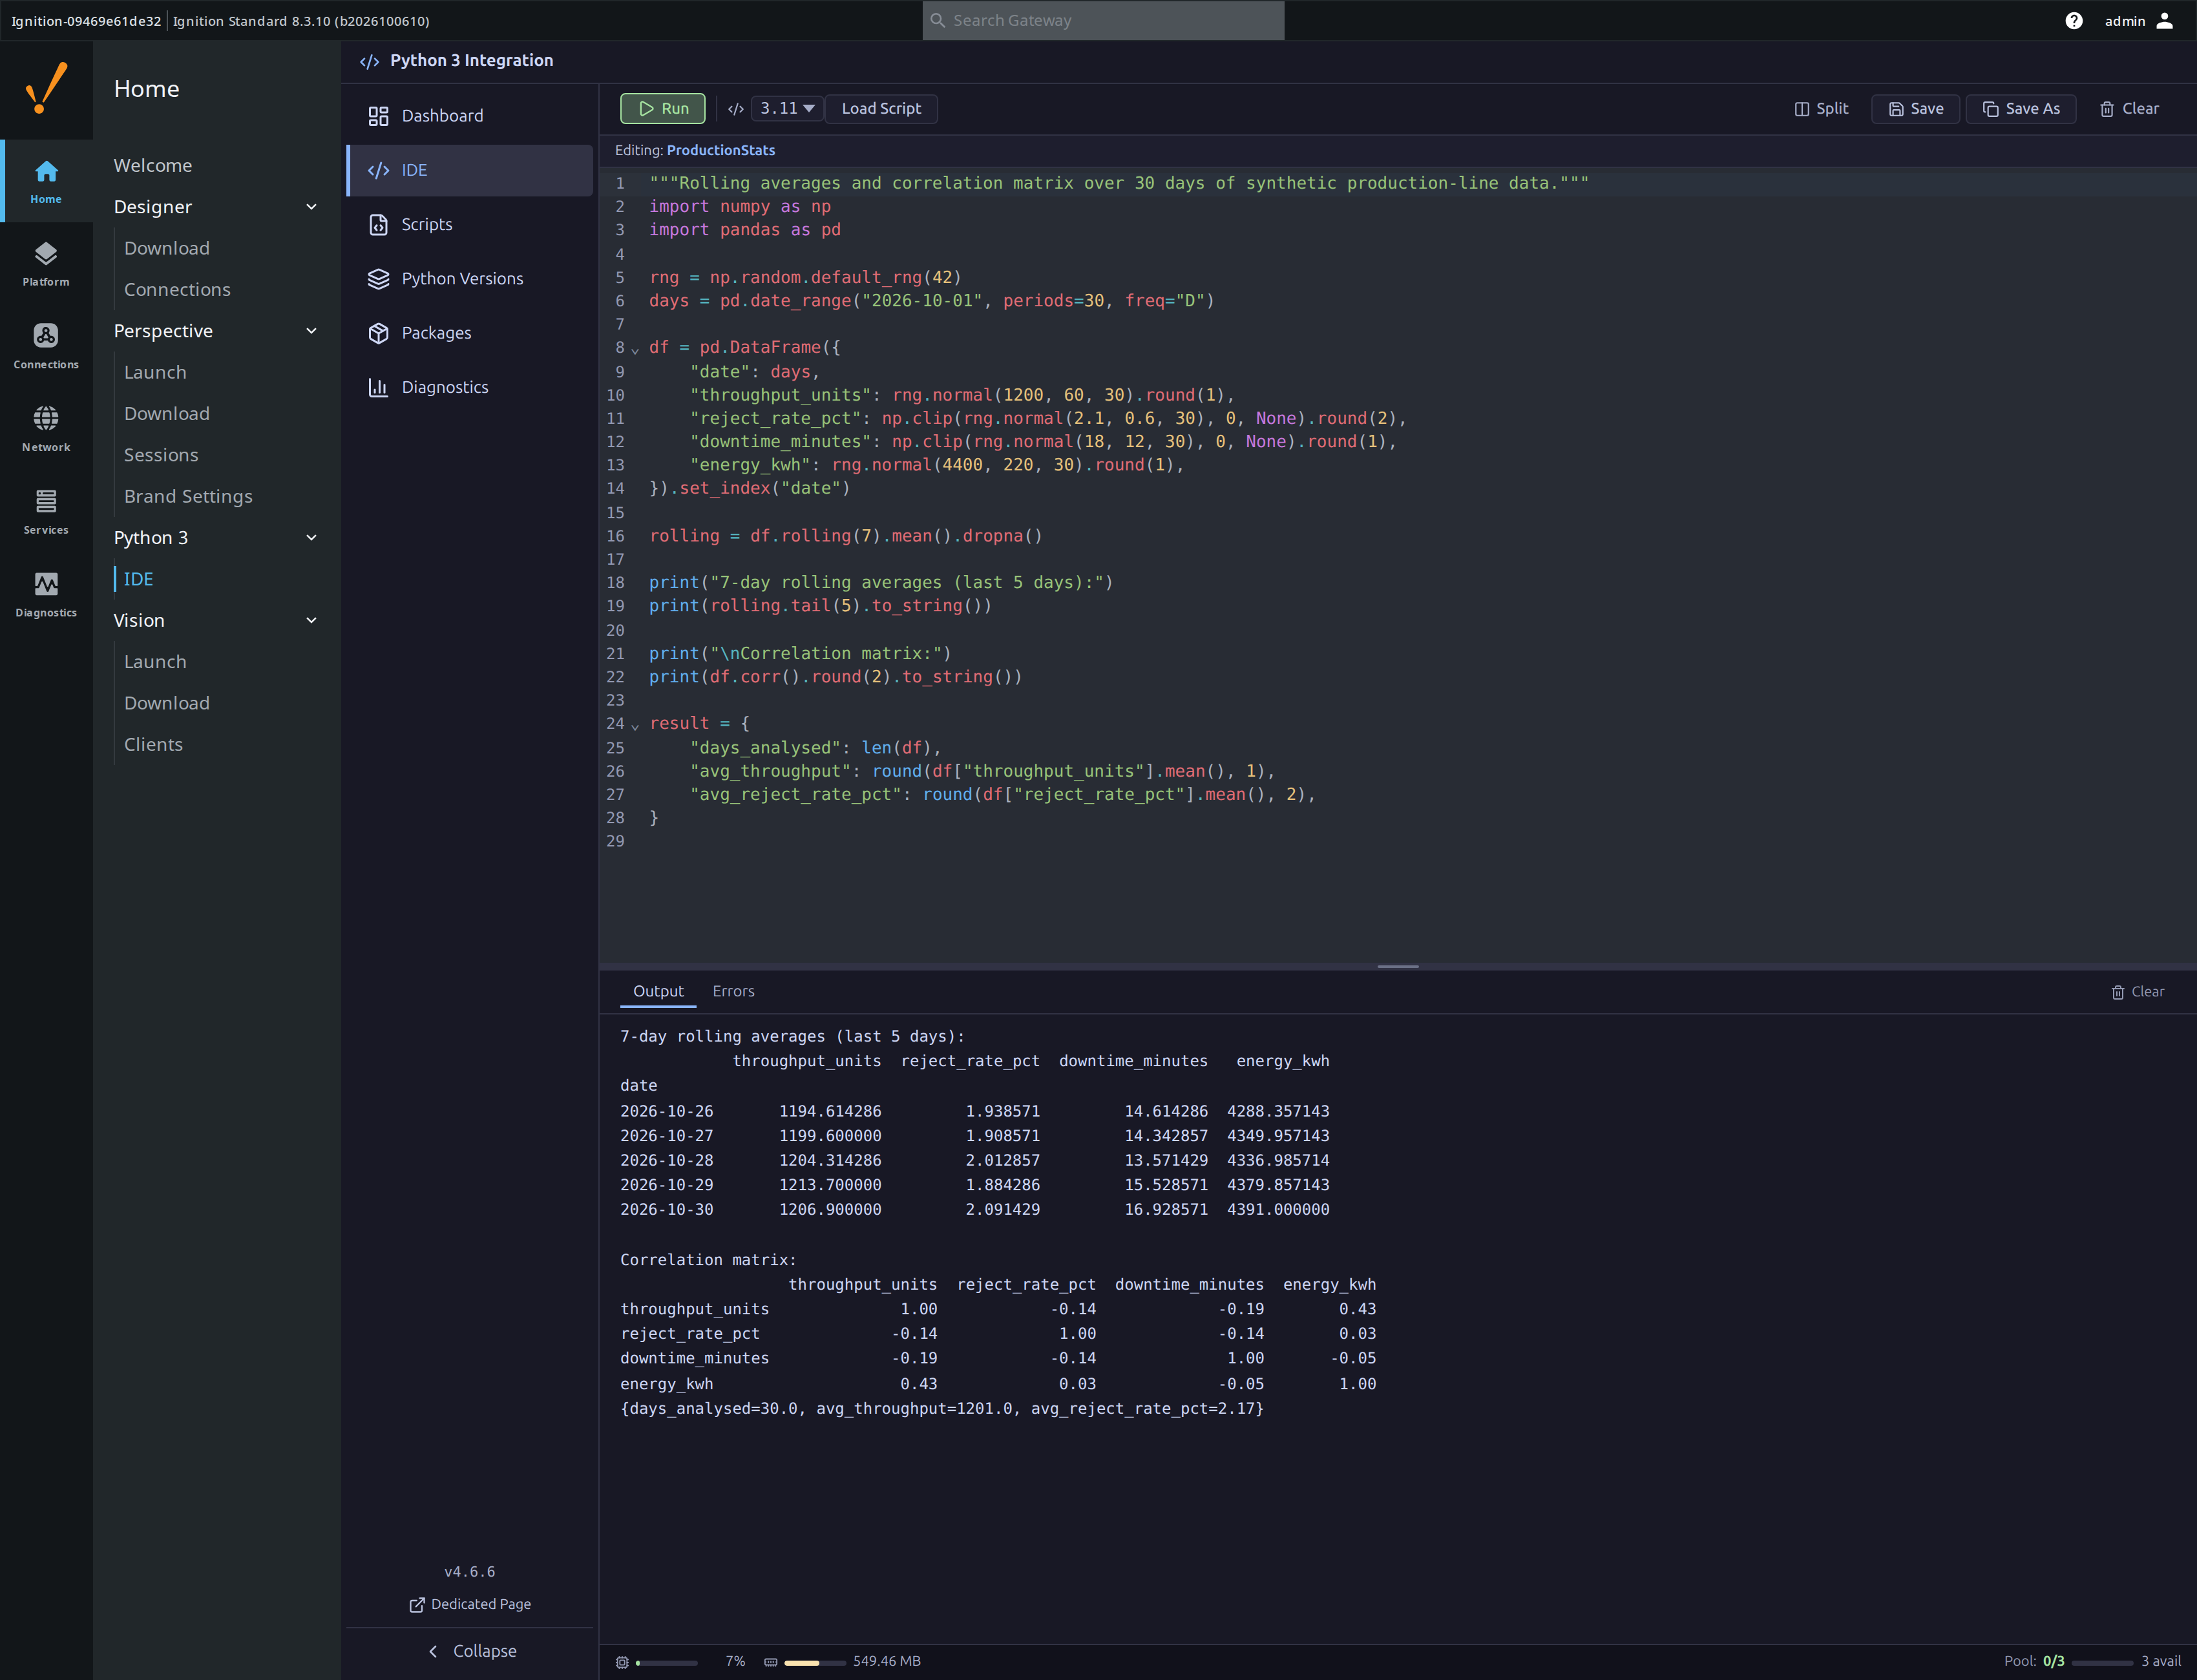 Ignition-09469e61de32 | Ignition Standard 8.3.10 (b2026100610)
Search Gateway
admin
Home
Platform
Connections
Network
Services
Diagnostics
Home
Welcome
Designer
Download
Connections
Perspective
Launch
Download
Sessions
Brand Settings
Python 3
IDE
Vision
Launch
Download
Clients
Python 3 Integration
Dashboard
IDE
Scripts
Python Versions
Packages
Diagnostics
v4.6.6
Dedicated Page
Collapse
Run
3.11
Load Script
Split
Save
Save As
Clear
Editing: ProductionStats
1 """Rolling averages and correlation matrix over 30 days of synthetic production-line data."""
2 import numpy as np
3 import pandas as pd
4
5 rng = np.random.default_rng(42)
6 days = pd.date_range("2026-10-01", periods=30, freq="D")
7
8 df = pd.DataFrame({
9     "date": days,
10     "throughput_units": rng.normal(1200, 60, 30).round(1),
11     "reject_rate_pct": np.clip(rng.normal(2.1, 0.6, 30), 0, None).round(2),
12     "downtime_minutes": np.clip(rng.normal(18, 12, 30), 0, None).round(1),
13     "energy_kwh": rng.normal(4400, 220, 30).round(1),
14 }).set_index("date")
15
16 rolling = df.rolling(7).mean().dropna()
17
18 print("7-day rolling averages (last 5 days):")
19 print(rolling.tail(5).to_string())
20
21 print("\nCorrelation matrix:")
22 print(df.corr().round(2).to_string())
23
24 result = {
25     "days_analysed": len(df),
26     "avg_throughput": round(df["throughput_units"].mean(), 1),
27     "avg_reject_rate_pct": round(df["reject_rate_pct"].mean(), 2),
28 }
29
Output
Errors
Clear
7-day rolling averages (last 5 days):
throughput_units  reject_rate_pct  downtime_minutes   energy_kwh
date
2026-10-26       1194.614286         1.938571         14.614286  4288.357143
2026-10-27       1199.600000         1.908571         14.342857  4349.957143
2026-10-28       1204.314286         2.012857         13.571429  4336.985714
2026-10-29       1213.700000         1.884286         15.528571  4379.857143
2026-10-30       1206.900000         2.091429         16.928571  4391.000000
Correlation matrix:
throughput_units  reject_rate_pct  downtime_minutes  energy_kwh
throughput_units              1.00            -0.14             -0.19        0.43
reject_rate_pct              -0.14             1.00             -0.14        0.03
downtime_minutes             -0.19            -0.14              1.00       -0.05
energy_kwh                    0.43             0.03             -0.05        1.00
{days_analysed=30.0, avg_throughput=1201.0, avg_reject_rate_pct=2.17}
7%
549.46 MB
Pool: 0/3
3 avail